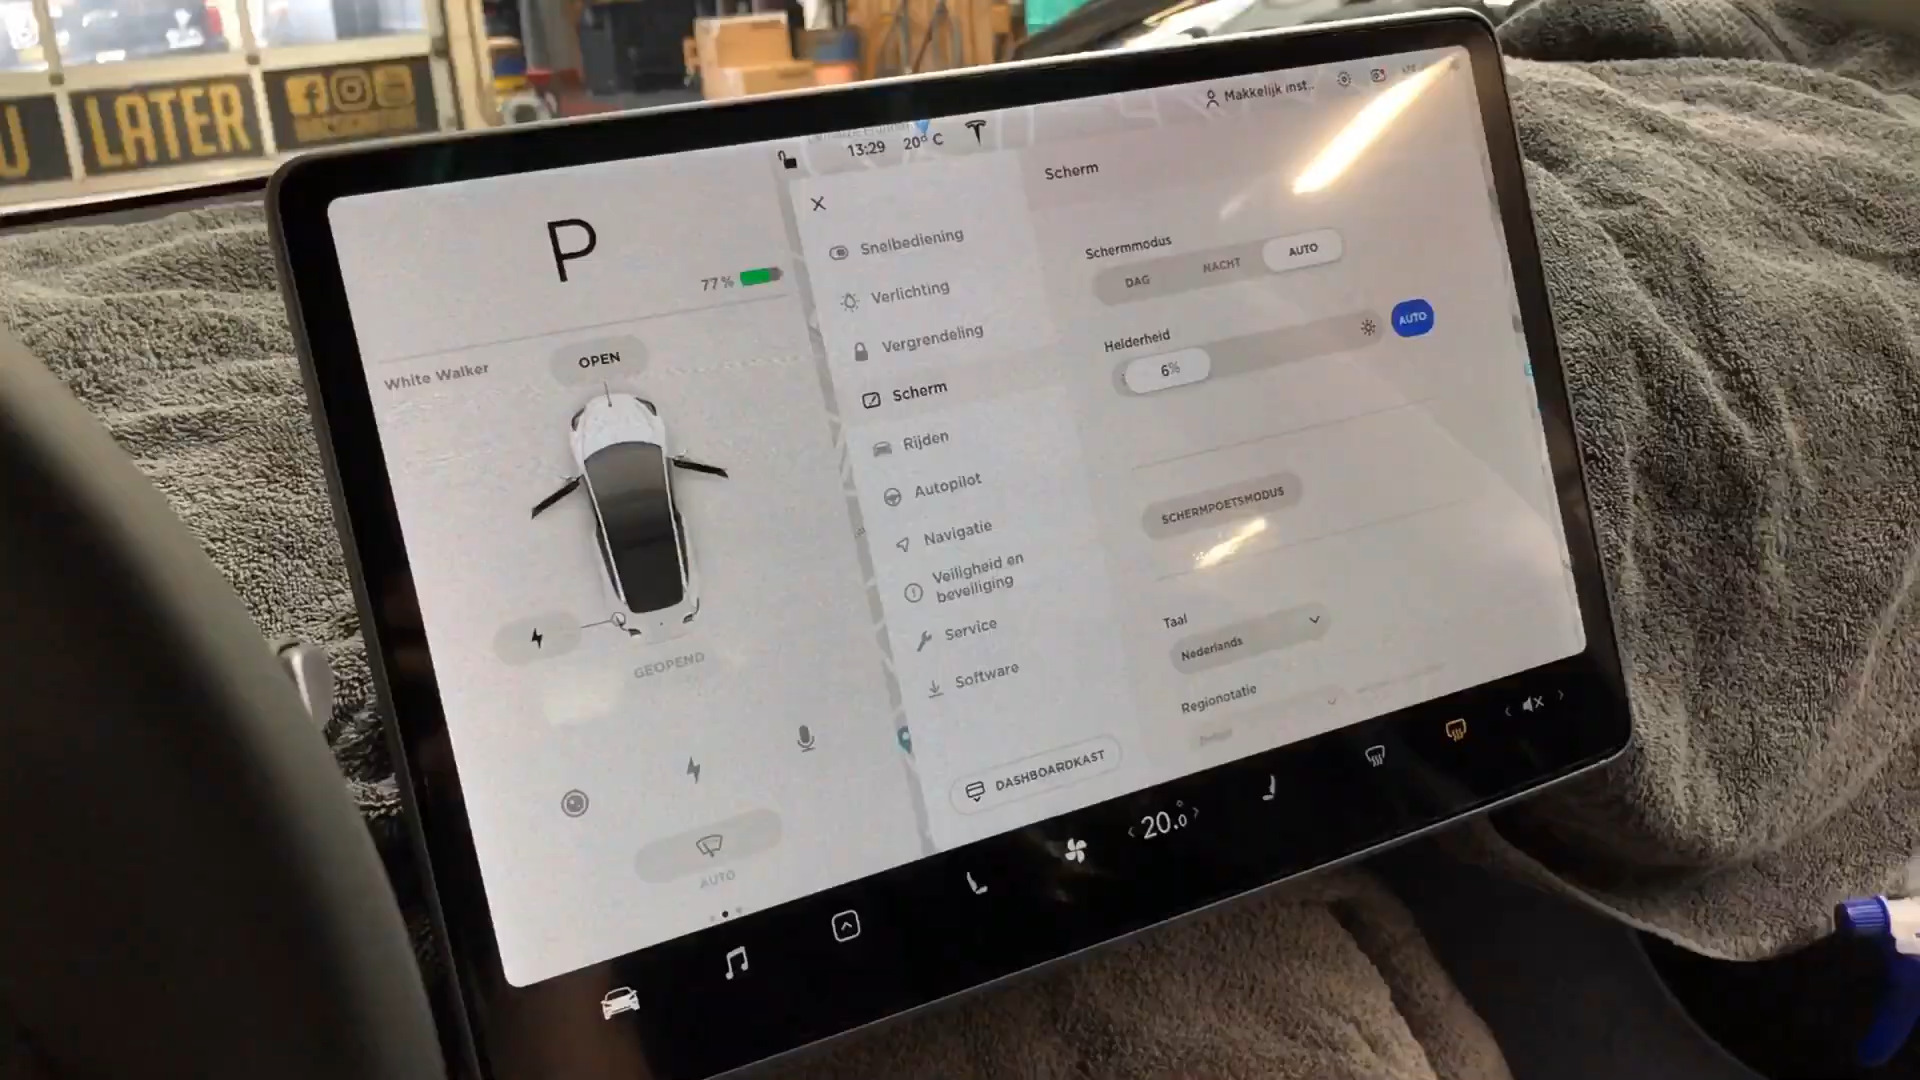 U
LATER
Makkelijk inst..
13:29 20° C
P
77%
White Walker
OPEN
GEOPEND
AUTO
Snelbediening
Verlichting
Vergrendeling
Scherm
Rijden
Autopilot
Navigatie
Veiligheid en
beveiliging
Service
Software
DASHBOARDKAST
Scherm
Schermmodus
DAG NACHT AUTO
Helderheid
6% AUTO
SCHERMPOETSMODUS
Taal
Nederlands
Regionotatie
20.0°